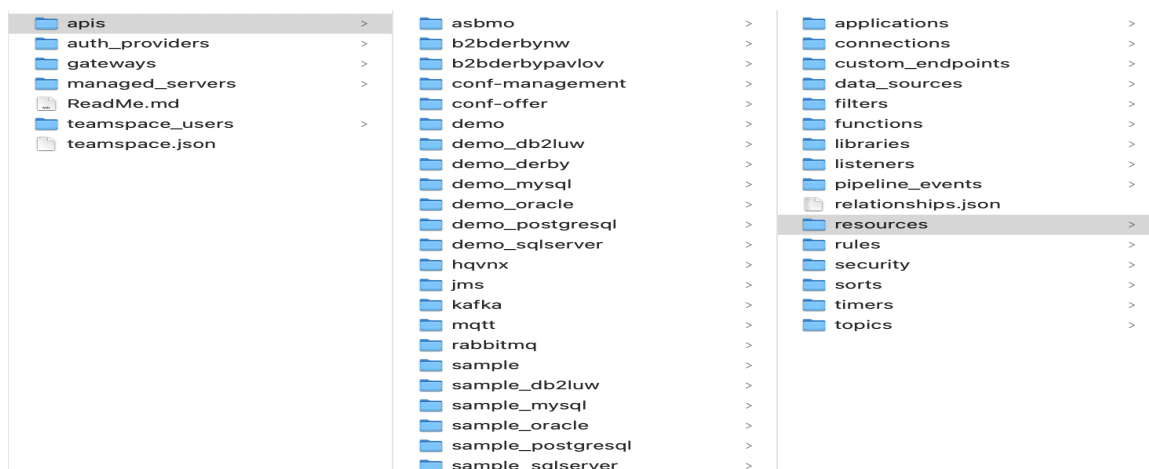 apis
auth_providers
gateways
managed_servers
ReadMe.md
teamspace_users
teamspace.json
asbmo
b2bderbynw
b2bderbypavlov
conf-management
conf-offer
demo
demo_db2luw
demo_derby
demo_mysql
demo_oracle
demo_postgresql
demo_sqlserver
hqvnx
jms
kafka
mqtt
rabbitmq
sample
sample_db2luw
sample_mysql
sample_oracle
sample_postgresql
sample_sqlserver
applications
connections
custom_endpoints
data_sources
filters
functions
libraries
listeners
pipeline_events
relationships.json
resources
rules
security
sorts
timers
topics